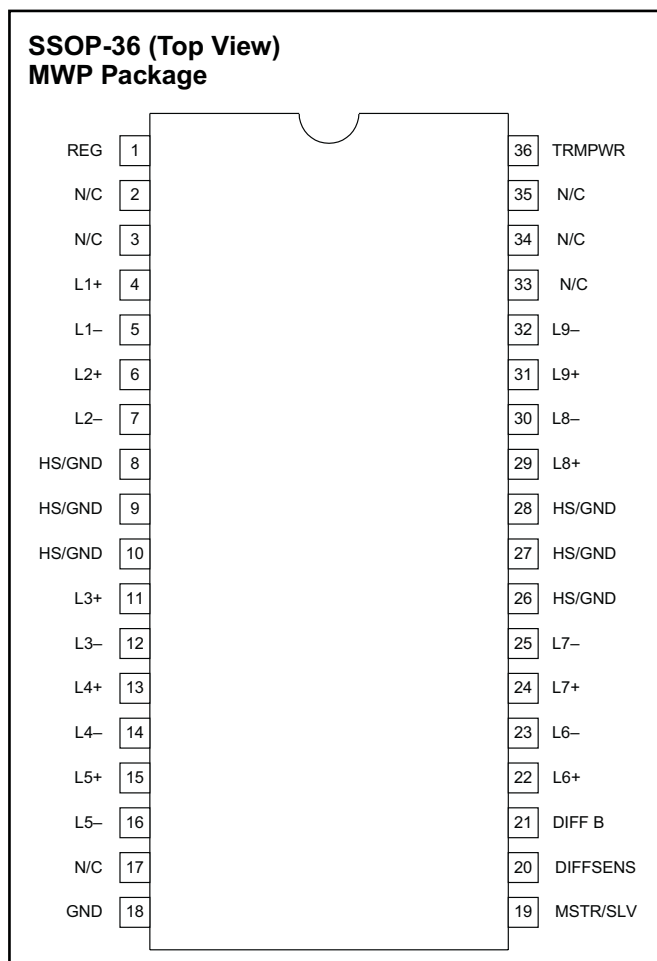 SSOP-36 (Top View)
MWP Package
REG 1 36 TRMPWR
N/C 2 35 N/C
N/C 3 34 N/C
L1+ 4 33 N/C
L1– 5 32 L9–
L2+ 6 31 L9+
L2– 7 30 L8–
HS/GND 8 29 L8+
HS/GND 9 28 HS/GND
HS/GND 10 27 HS/GND
L3+ 11 26 HS/GND
L3– 12 25 L7–
L4+ 13 24 L7+
L4– 14 23 L6–
L5+ 15 22 L6+
L5– 16 21 DIFF B
N/C 17 20 DIFFSENS
GND 18 19 MSTR/SLV